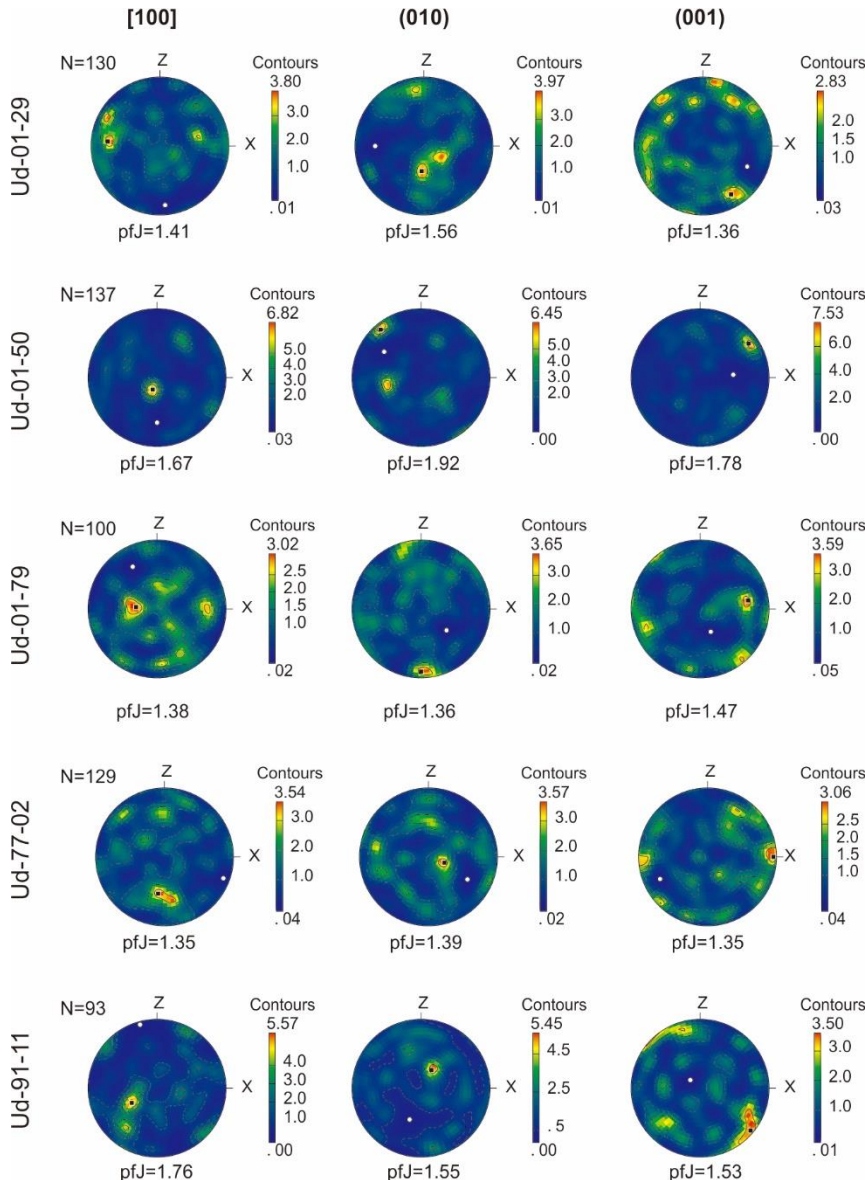 [100] (010) (001)
Ud-01-29
N=130 Z X Contours 3.80 3.0 2.0 1.0 .01 pfJ=1.41
Z X Contours 3.97 3.0 2.0 1.0 .01 pfJ=1.56
Z X Contours 2.83 2.0 1.0 .03 pfJ=1.36
Ud-01-50
N=137 Z X Contours 6.82 5.0 4.0 3.0 2.0 .03 pfJ=1.67
Z X Contours 6.45 5.0 4.0 3.0 2.0 .00 pfJ=1.92
Z X Contours 7.53 6.0 4.0 2.0 .00 pfJ=1.78
Ud-01-79
N=100 Z X Contours 3.02 2.5 2.0 1.5 1.0 .02 pfJ=1.38
Z X Contours 3.65 3.0 2.0 1.0 .02 pfJ=1.36
Z X Contours 3.59 3.0 2.0 1.0 .05 pfJ=1.47
Ud-77-02
N=129 Z X Contours 3.54 3.0 2.0 1.0 .04 pfJ=1.35
Z X Contours 3.57 3.0 2.0 1.0 .02 pfJ=1.39
Z X Contours 3.06 2.5 2.0 1.5 1.0 .04 pfJ=1.35
Ud-91-11
N=93 Z X Contours 5.57 4.0 3.0 2.0 1.0 .00 pfJ=1.76
Z X Contours 5.45 4.5 2.5 .5 .00 pfJ=1.55
Z X Contours 3.50 3.0 2.0 1.0 .01 pfJ=1.53